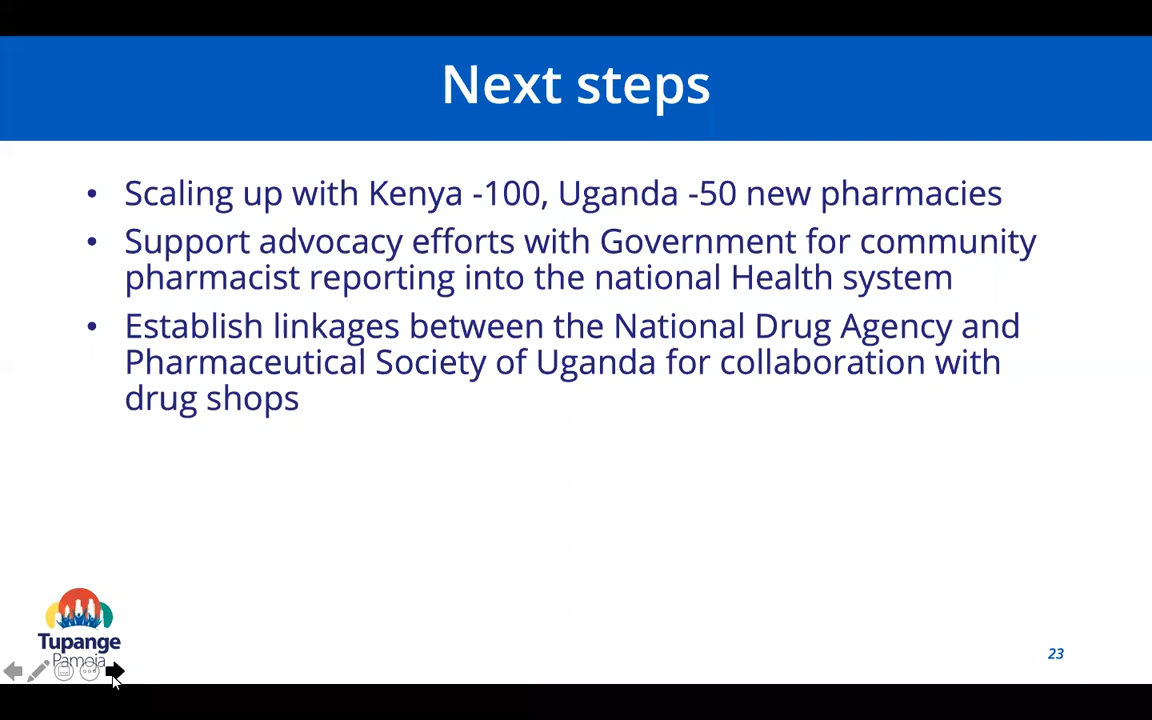 Next steps
• Scaling up with Kenya -100, Uganda -50 new pharmacies
• Support advocacy efforts with Government for community
pharmacist reporting into the national Health system
• Establish linkages between the National Drug Agency and
Pharmaceutical Society of Uganda for collaboration with
drug shops
Tupange
Pamoja
23